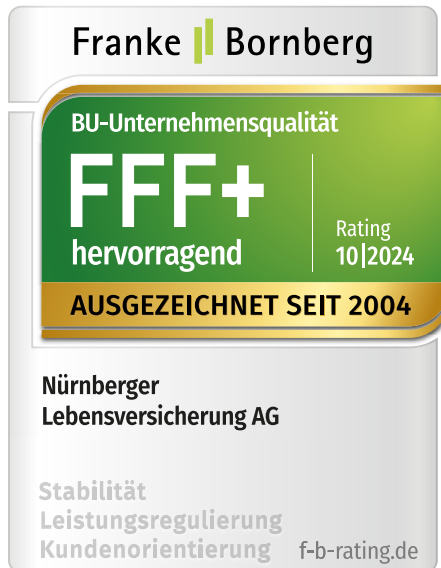 Franke Bornberg
BU-Unternehmensqualität
FFF+
hervorragend
Rating
10|2024
AUSGEZEICHNET SEIT 2004
Nürnberger
Lebensversicherung AG
Stabilität
Leistungsregulierung
Kundenorientierung
f-b-rating.de